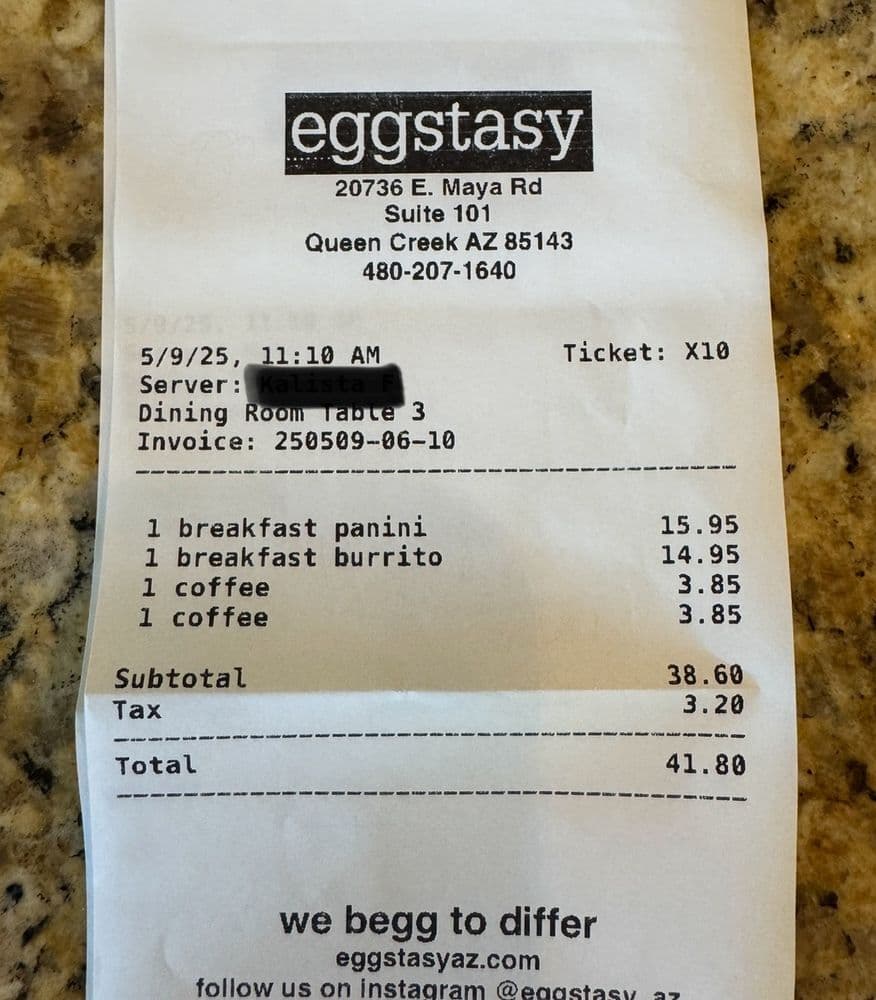 eggstasy
20736 E. Maya Rd
Suite 101
Queen Creek AZ 85143
480-207-1640
5/9/25, 11:10 AM Ticket: X10
Server:
Dining Room Table 3
Invoice: 250509-06-10
1 breakfast panini 15.95
1 breakfast burrito 14.95
1 coffee 3.85
1 coffee 3.85
Subtotal 38.60
Tax 3.20
Total 41.80
we begg to differ
eggstasyaz.com
follow us on instagram @eggstasy_az